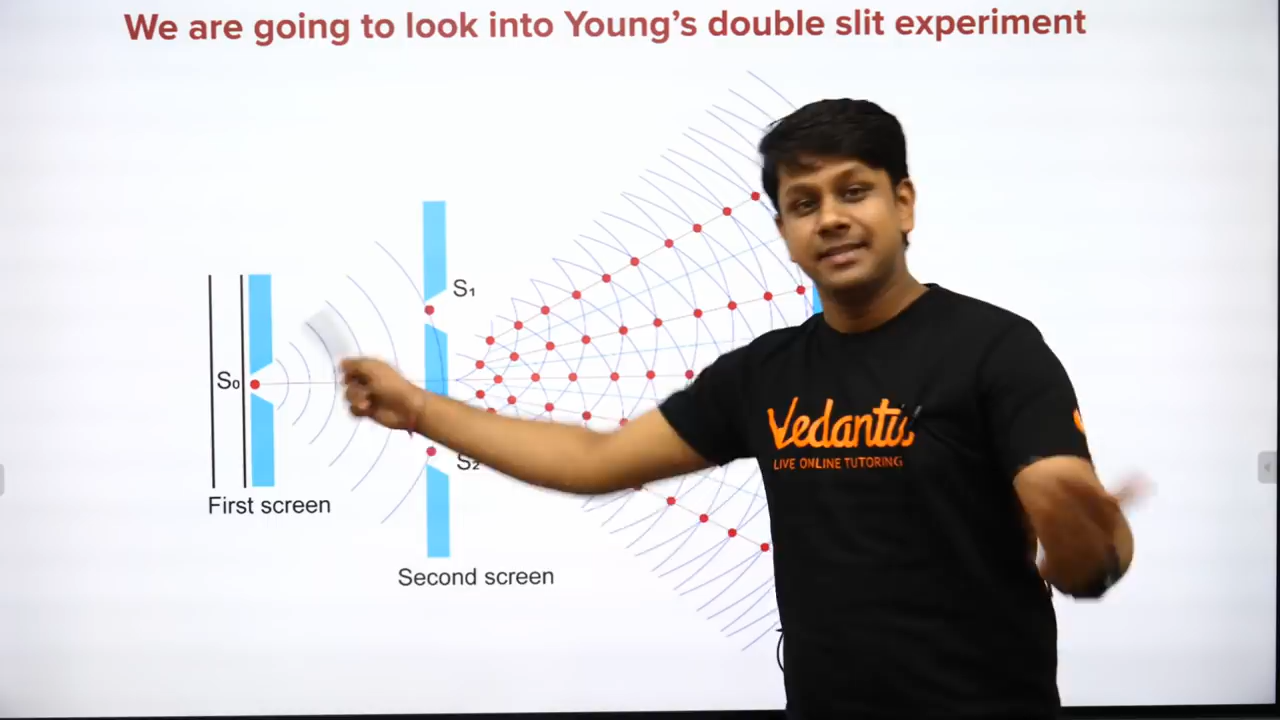 We are going to look into Young's double slit experiment
S₁
S₀
S₂
First screen
Second screen
Vedantu
LIVE ONLINE TUTORING